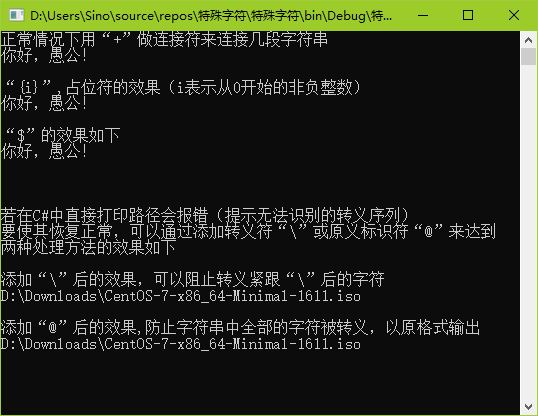 D:\Users\Sino\source\repos\特殊字符\特殊字符\bin\Debug\特...
正常情况下用“+”做连接符来连接几段字符串
你好，愚公!
“{i}”,占位符的效果（i表示从0开始的非负整数）
你好，愚公!
“$”的效果如下
你好，愚公!
若在C#中直接打印路径会报错（提示无法识别的转义序列）
要使其恢复正常，可以通过添加转义符“\”或原义标识符“@”来达到
两种处理方法的效果如下
添加“\”后的效果，可以阻止转义紧跟“\”后的字符
D:\Downloads\CentOS-7-x86_64-Minimal-1611.iso
添加“@”后的效果,防止字符串中全部的字符被转义，以原格式输出
D:\Downloads\CentOS-7-x86_64-Minimal-1611.iso